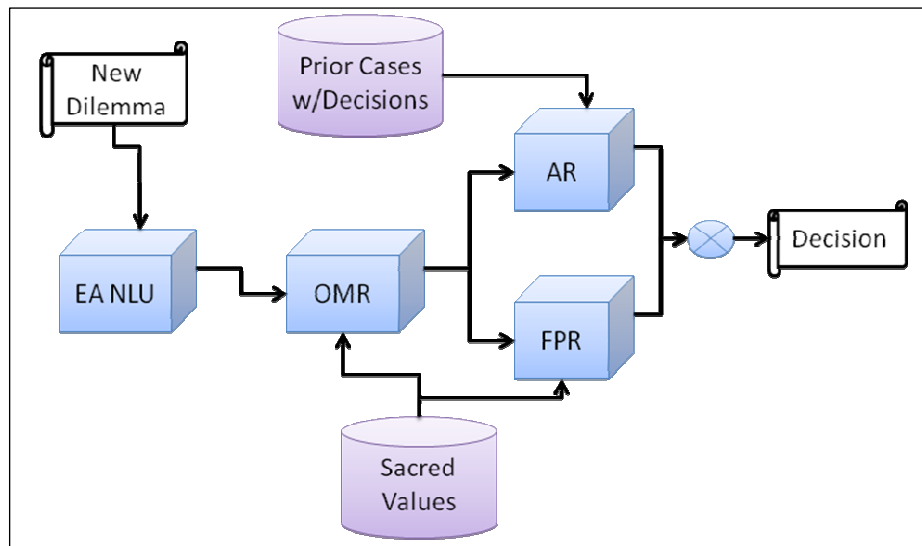 New
Dilemma
Prior Cases
w/Decisions
AR
Decision
EA NLU
OMR
FPR
Sacred
Values